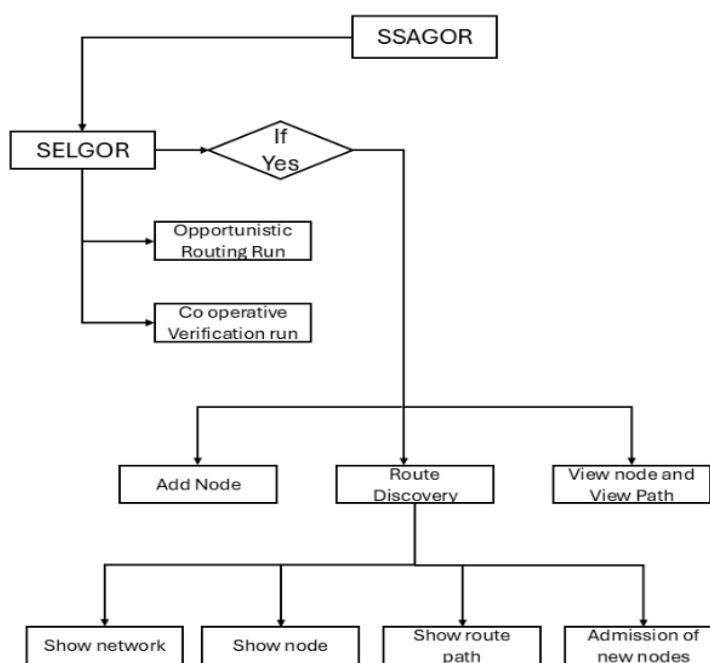 SSAGOR
SELGOR
If
Yes
Opportunistic
Routing Run
Co operative
Verification run
Add Node
Route
Discovery
View node and
View Path
Show network
Show node
Show route
path
Admission of
new nodes